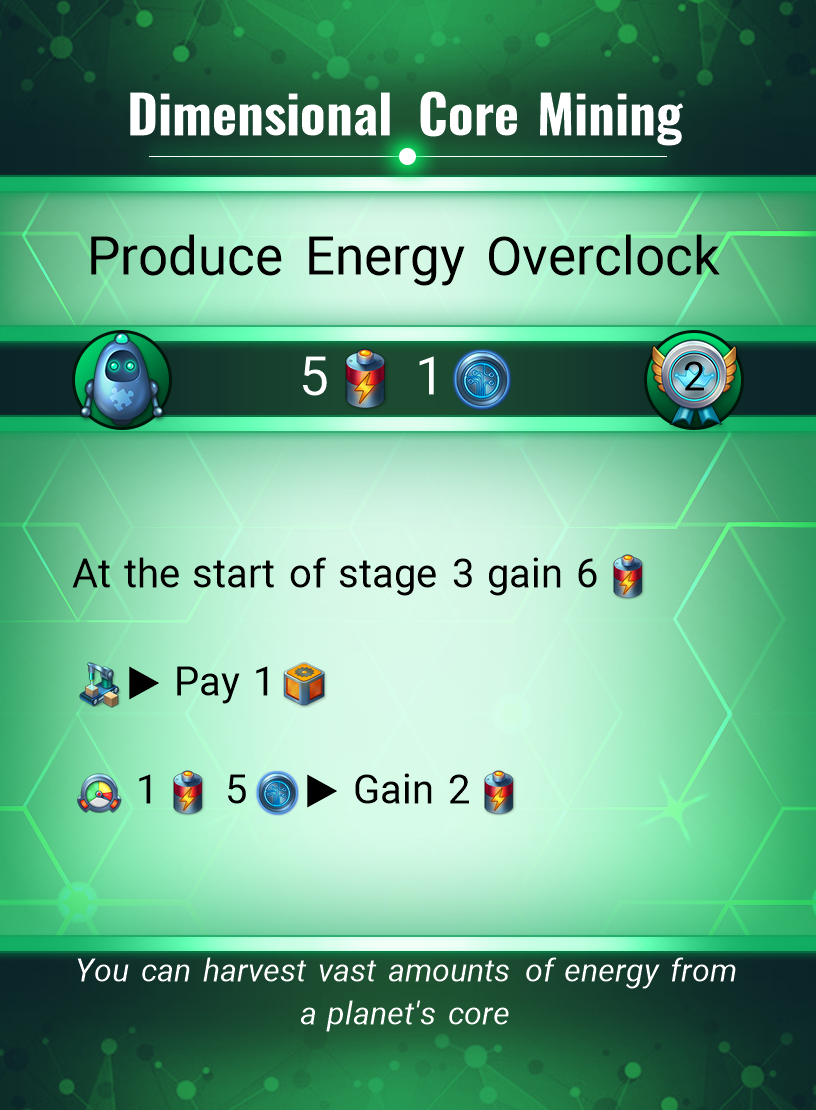 Dimensional Core Mining
Produce Energy Overclock
5 1 2
At the start of stage 3 gain 6
Pay 1
1 5 Gain 2
You can harvest vast amounts of energy from
a planet's core